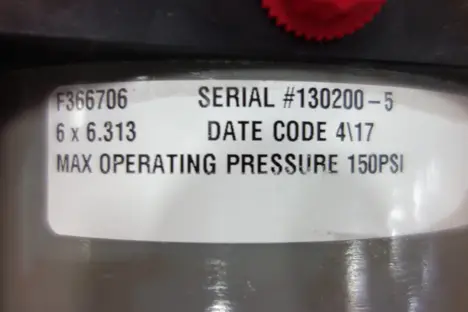 F366706 SERIAL #130200-5
6 x 6.313 DATE CODE 4\17
MAX OPERATING PRESSURE 150PSI